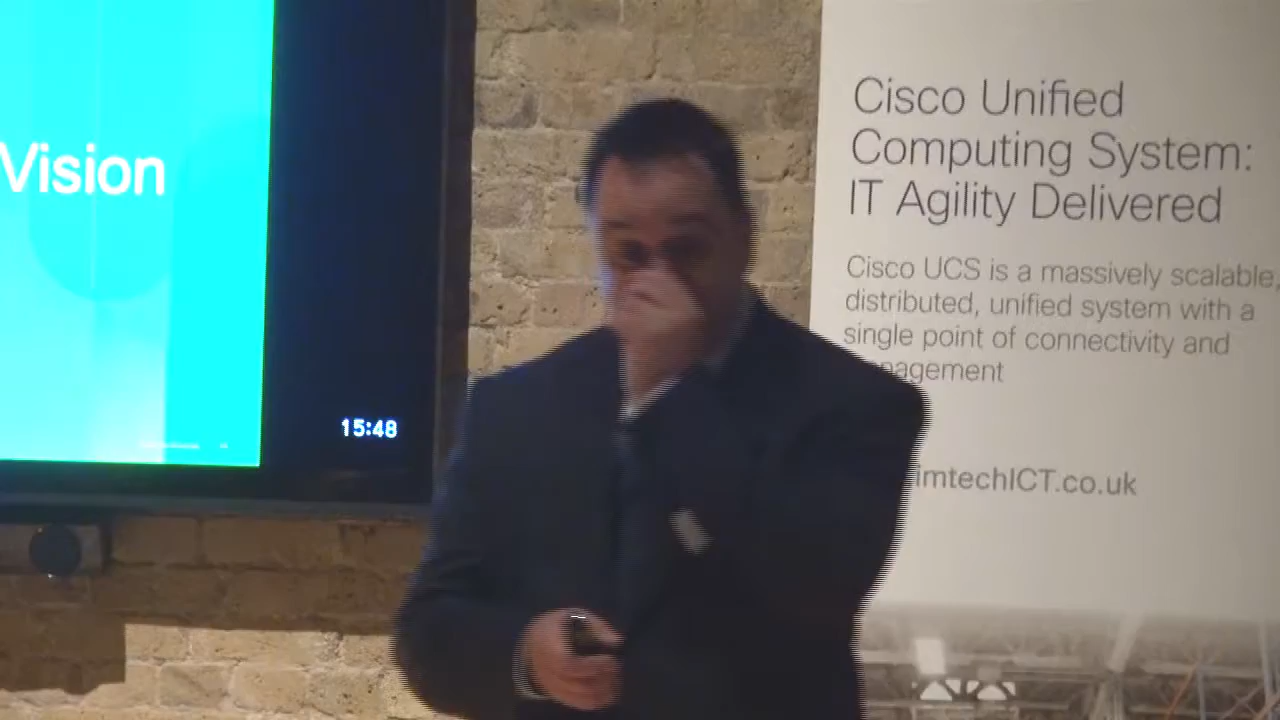 Vision
15:48
Cisco Unified
Computing System:
IT Agility Delivered
Cisco UCS is a massively scalable,
distributed, unified system with a
single point of connectivity and
nagement
imtechICT.co.uk